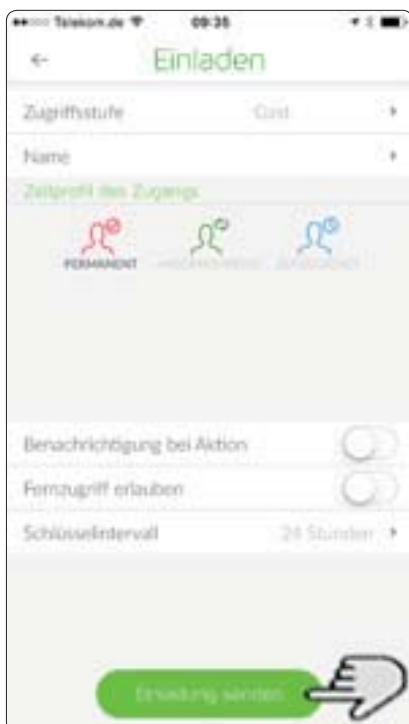 Telekom.de 09:35
Einladen
Zugriffsstufe Gast
Name
Zeitprofil des Zugangs
PERMANENT
Benachrichtigung bei Aktion
Fernzugriff erlauben
Schlüsselintervall 24 Stunden
Einladung senden